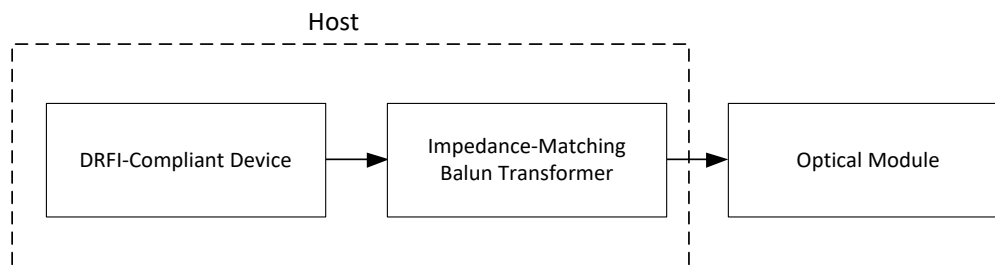 Host
DRFI-Compliant Device
Impedance-Matching
Balun Transformer
Optical Module